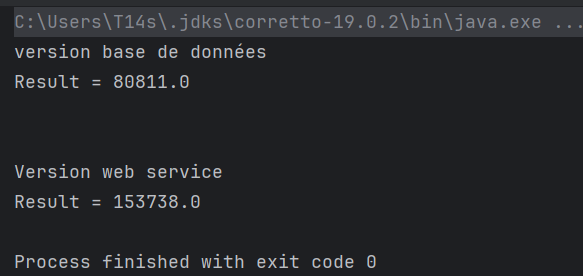 C:\Users\T14s\.jdks\corretto-19.0.2\bin\java.exe ...
version base de données
Result = 80811.0
Version web service
Result = 153738.0
Process finished with exit code 0